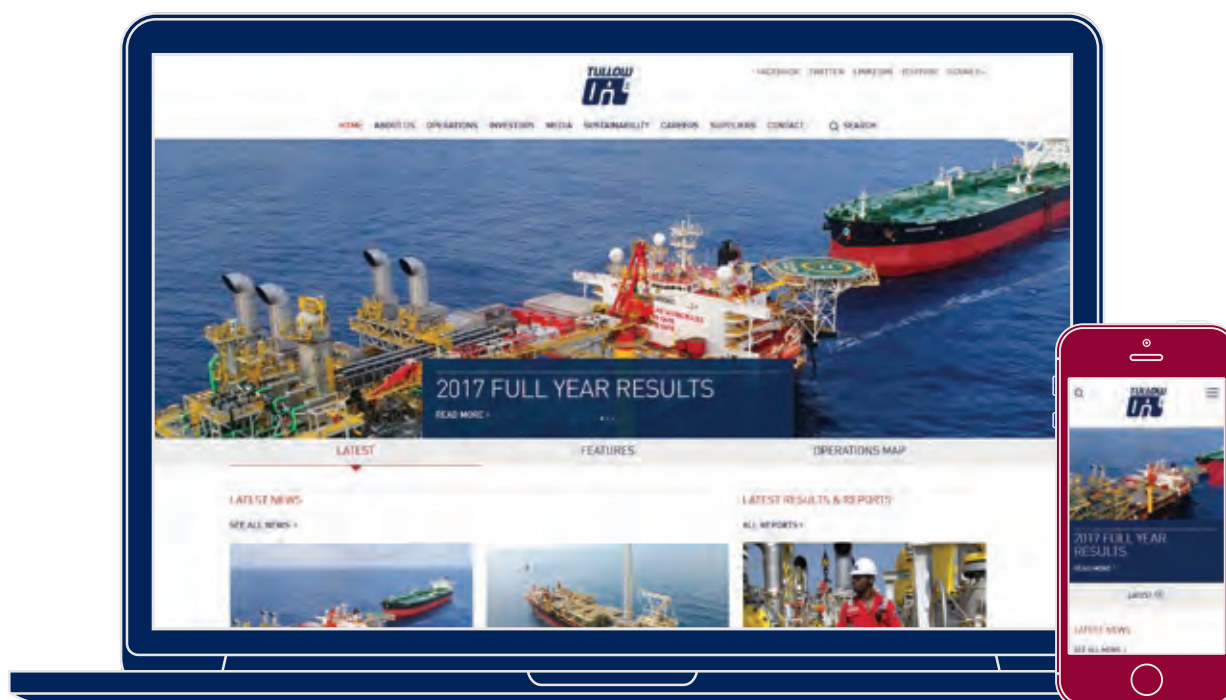 TULLOW
OIL
FACEBOOK TWITTER LINKEDIN YOUTUBE
HOME ABOUT US OPERATIONS INVESTORS MEDIA SUSTAINABILITY CAREERS SUPPLIERS CONTACT SEARCH
2017 FULL YEAR RESULTS
READ MORE ›
LATEST FEATURES OPERATIONS MAP
LATEST NEWS LATEST RESULTS & REPORTS
SEE ALL NEWS › ALL REPORTS ›
TULLOW
OIL
2017 FULL YEAR
RESULTS
READ MORE ›
LATEST
LATEST NEWS
SEE ALL NEWS ›